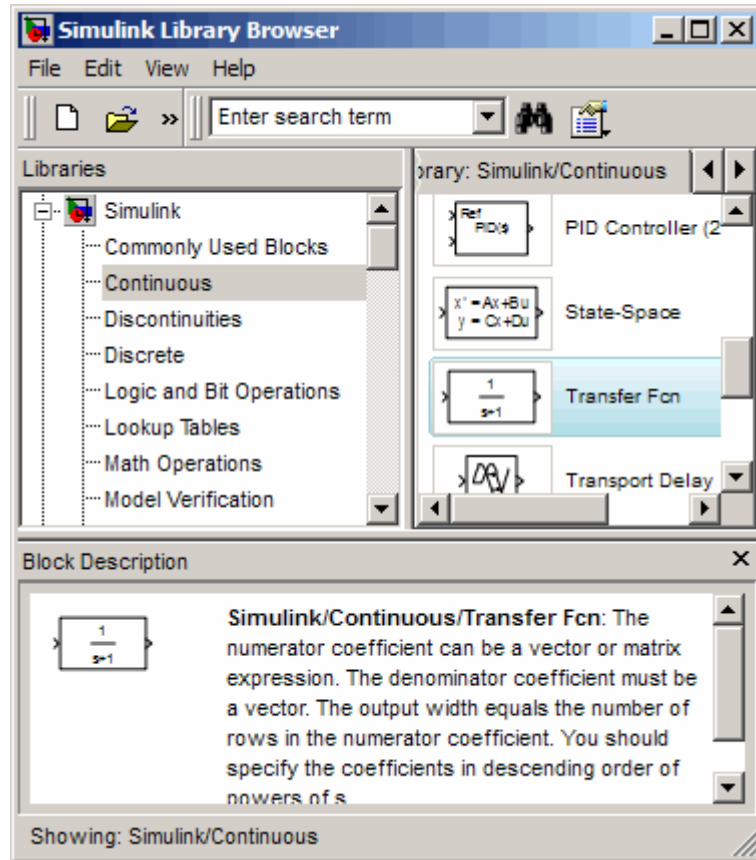 Simulink Library Browser
File Edit View Help
» Enter search term
Libraries
Simulink
Commonly Used Blocks
Continuous
Discontinuities
Discrete
Logic and Bit Operations
Lookup Tables
Math Operations
Model Verification
brary: Simulink/Continuous
Ref
PID(s
PID Controller (2
x' = Ax+Bu
y = Cx+Du
State-Space
1
s+1
Transfer Fcn
Transport Delay
Block Description
1
s+1
Simulink/Continuous/Transfer Fcn: The
numerator coefficient can be a vector or matrix
expression. The denominator coefficient must be
a vector. The output width equals the number of
rows in the numerator coefficient. You should
specify the coefficients in descending order of
powers of s
Showing: Simulink/Continuous